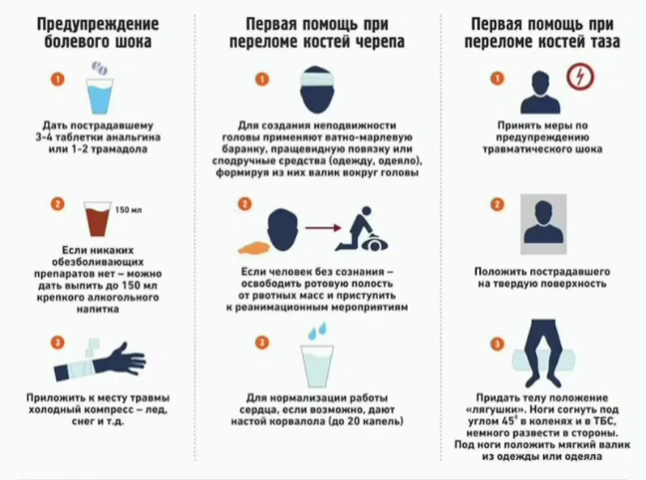 Предупреждение
болевого шока
1
Дать пострадавшему
3-4 таблетки анальгина
или 1-2 трамадола
2
150 мл
Если никаких
обезболивающих
препаратов нет – можно
дать выпить до 150 мл
крепкого алкогольного
напитка
3
Приложить к месту травмы
холодный компресс – лед,
снег и т.д.
Первая помощь при
переломе костей черепа
1
Для создания неподвижности
головы применяют ватно-марлевую
баранку, пращевидную повязку или
сподручные средства (одежду, одеяло),
формируя из них валик вокруг головы
2
Если человек без сознания –
освободить ротовую полость
от рвотных масс и приступить
к реанимационным мероприятиям
3
Для нормализации работы
сердца, если возможно, дают
настой корвалола (до 20 капель)
Первая помощь при
переломе костей таза
1
Принять меры по
предупреждению
травматического шока
2
Положить пострадавшего
на твердую поверхность
3
Придать телу положение
«лягушки». Ноги согнуть под
углом 45° в коленях и в ТБС,
немного развести в стороны.
Под ноги положить мягкий валик
из одежды или одеяла